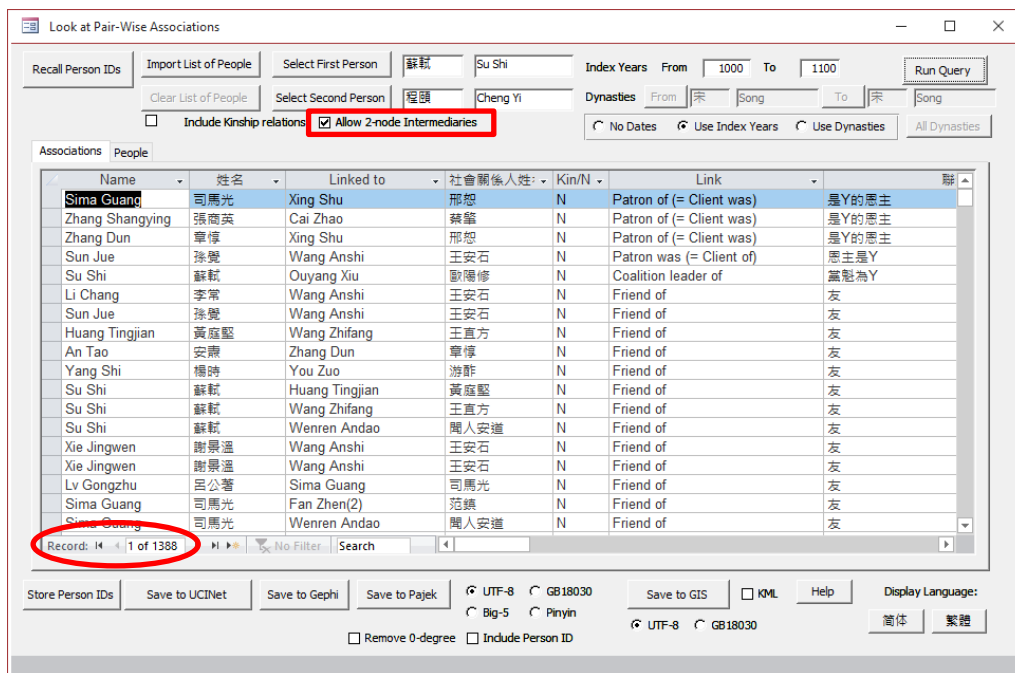 Look at Pair-Wise Associations
Recall Person IDs Import List of People Select First Person 蘇軾 Su Shi Index Years From 1000 To 1100 Run Query
Clear List of People Select Second Person 程頤 Cheng Yi Dynasties From 宋 Song To 宋 Song
Include Kinship relations Allow 2-node Intermediaries No Dates Use Index Years Use Dynasties All Dynasties
Associations People
Name 姓名 Linked to 社會關係人姓 Kin/N Link 聯
Sima Guang 司馬光 Xing Shu 邢恕 N Patron of (= Client was) 是Y的恩主
Zhang Shangying 張商英 Cai Zhao 蔡肇 N Patron of (= Client was) 是Y的恩主
Zhang Dun 章惇 Xing Shu 邢恕 N Patron of (= Client was) 是Y的恩主
Sun Jue 孫覺 Wang Anshi 王安石 N Patron was (= Client of) 恩主是Y
Su Shi 蘇軾 Ouyang Xiu 歐陽修 N Coalition leader of 黨魁為Y
Li Chang 李常 Wang Anshi 王安石 N Friend of 友
Sun Jue 孫覺 Wang Anshi 王安石 N Friend of 友
Huang Tingjian 黃庭堅 Wang Zhifang 王直方 N Friend of 友
An Tao 安燾 Zhang Dun 章惇 N Friend of 友
Yang Shi 楊時 You Zuo 游酢 N Friend of 友
Su Shi 蘇軾 Huang Tingjian 黃庭堅 N Friend of 友
Su Shi 蘇軾 Wang Zhifang 王直方 N Friend of 友
Su Shi 蘇軾 Wenren Andao 聞人安道 N Friend of 友
Xie Jingwen 謝景溫 Wang Anshi 王安石 N Friend of 友
Xie Jingwen 謝景溫 Wang Anshi 王安石 N Friend of 友
Lv Gongzhu 呂公著 Sima Guang 司馬光 N Friend of 友
Sima Guang 司馬光 Fan Zhen(2) 范鎮 N Friend of 友
Sima Guang 司馬光 Wenren Andao 聞人安道 N Friend of 友
Record: 1 of 1388 No Filter Search
Store Person IDs Save to UCINet Save to Gephi Save to Pajek UTF-8 GB18030 Save to GIS KML Help Display Language:
Big-5 Pinyin UTF-8 GB18030 简体 繁體
Remove 0-degree Include Person ID